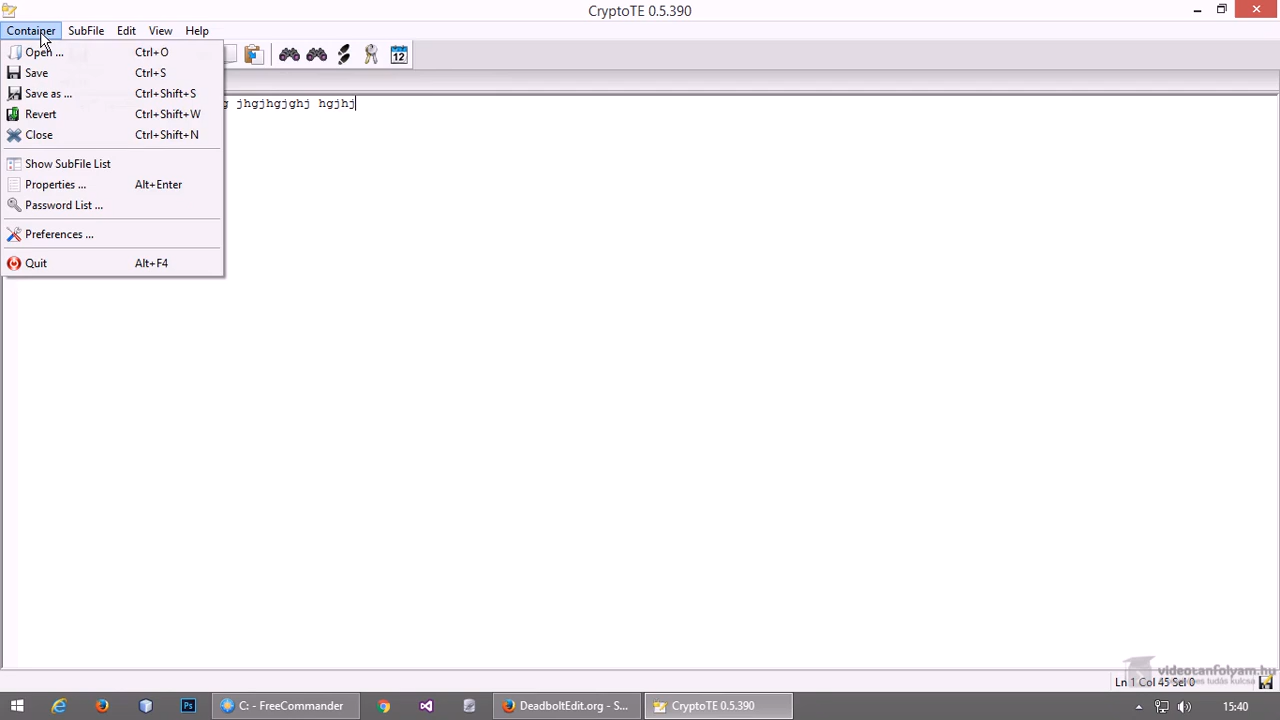 CryptoTE 0.5.390
Container SubFile Edit View Help
Open ... Ctrl+O
Save Ctrl+S
Save as ... Ctrl+Shift+S
Revert Ctrl+Shift+W
Close Ctrl+Shift+N
Show SubFile List
Properties ... Alt+Enter
Password List ...
Preferences ...
Quit Alt+F4
12
jhgjhgjghj hgjhj
videotanfolyam.hu
Ln 1 Col 45 Sel 0
Ps
C: - FreeCommander
DeadboltEdit.org - S...
CryptoTE 0.5.390
15:40